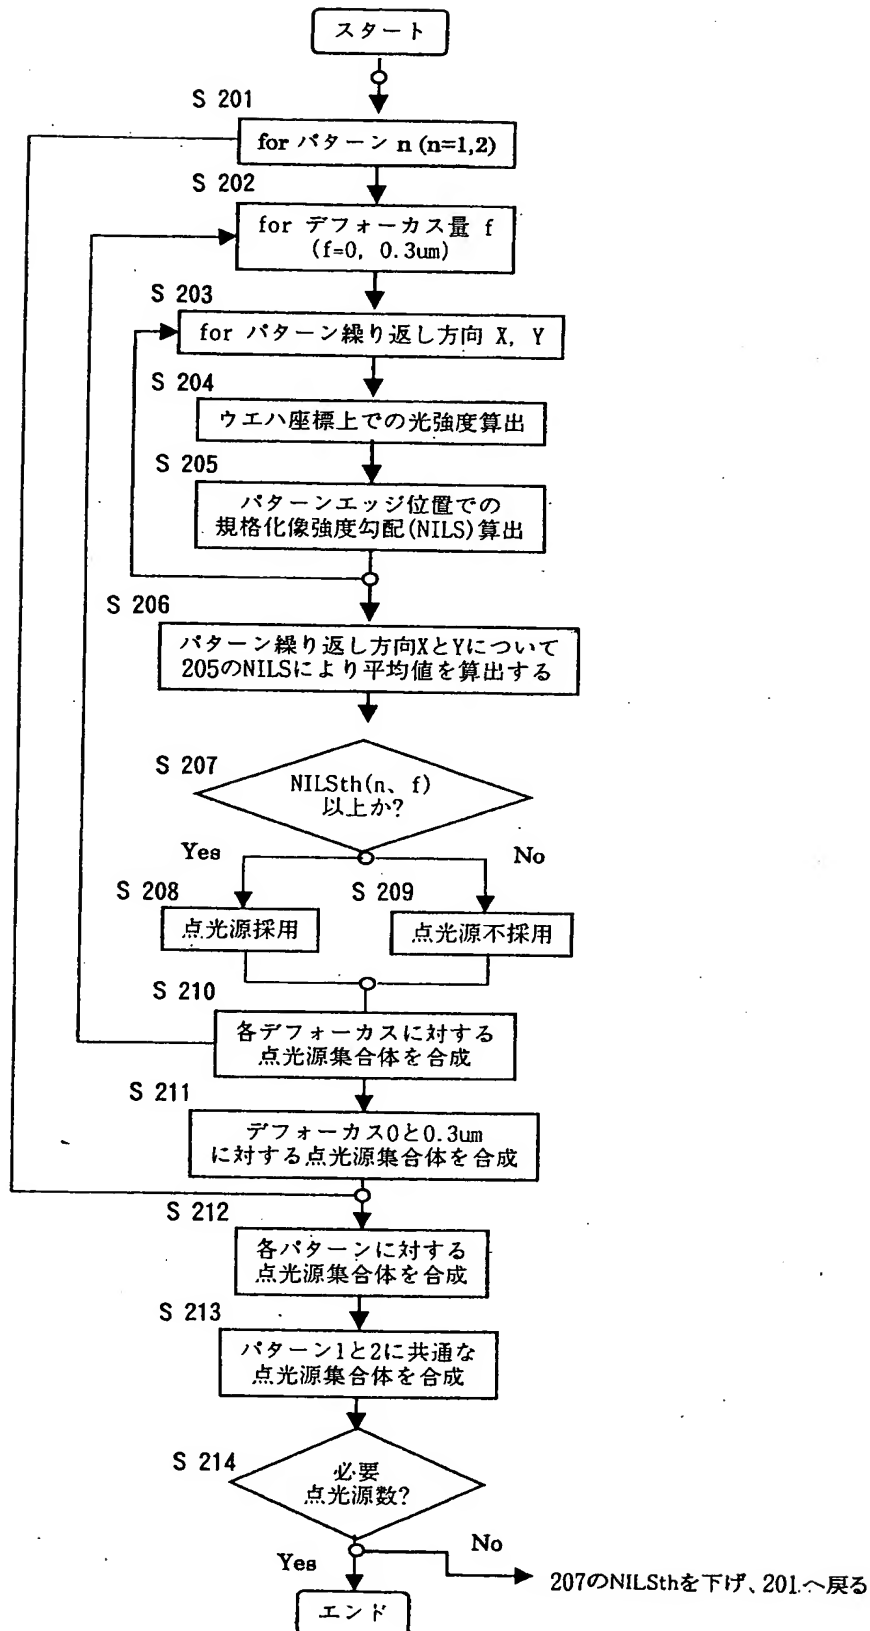 スタート
S 201
for パターン n (n=1,2)
S 202
for デフォーカス量 f
(f=0, 0.3um)
S 203
for パターン繰り返し方向 X, Y
S 204
ウエハ座標上での光強度算出
S 205
パターンエッジ位置での
規格化像強度勾配(NILS)算出
S 206
パターン繰り返し方向XとYについて
205のNILSにより平均値を算出する
S 207
NILSth(n、f)
以上か?
Yes
No
S 208
点光源採用
S 209
点光源不採用
S 210
各デフォーカスに対する
点光源集合体を合成
S 211
デフォーカス0と0.3um
に対する点光源集合体を合成
S 212
各パターンに対する
点光源集合体を合成
S 213
パターン1と2に共通な
点光源集合体を合成
S 214
必要
点光源数?
Yes
No
207のNILSthを下げ、201へ戻る
エンド